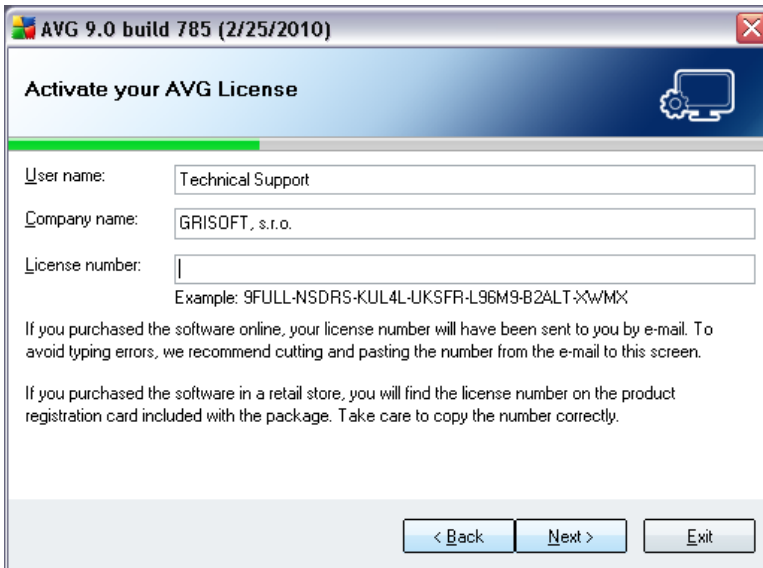 AVG 9.0 build 785 (2/25/2010)
Activate your AVG License
User name:
Technical Support
Company name:
GRISOFT, s.r.o.
License number:
Example: 9FULL-NSDRS-KUL4L-UKSFR-L96M9-B2ALT-XWMX
If you purchased the software online, your license number will have been sent to you by e-mail. To
avoid typing errors, we recommend cutting and pasting the number from the e-mail to this screen.
If you purchased the software in a retail store, you will find the license number on the product
registration card included with the package. Take care to copy the number correctly.
< Back
Next >
Exit